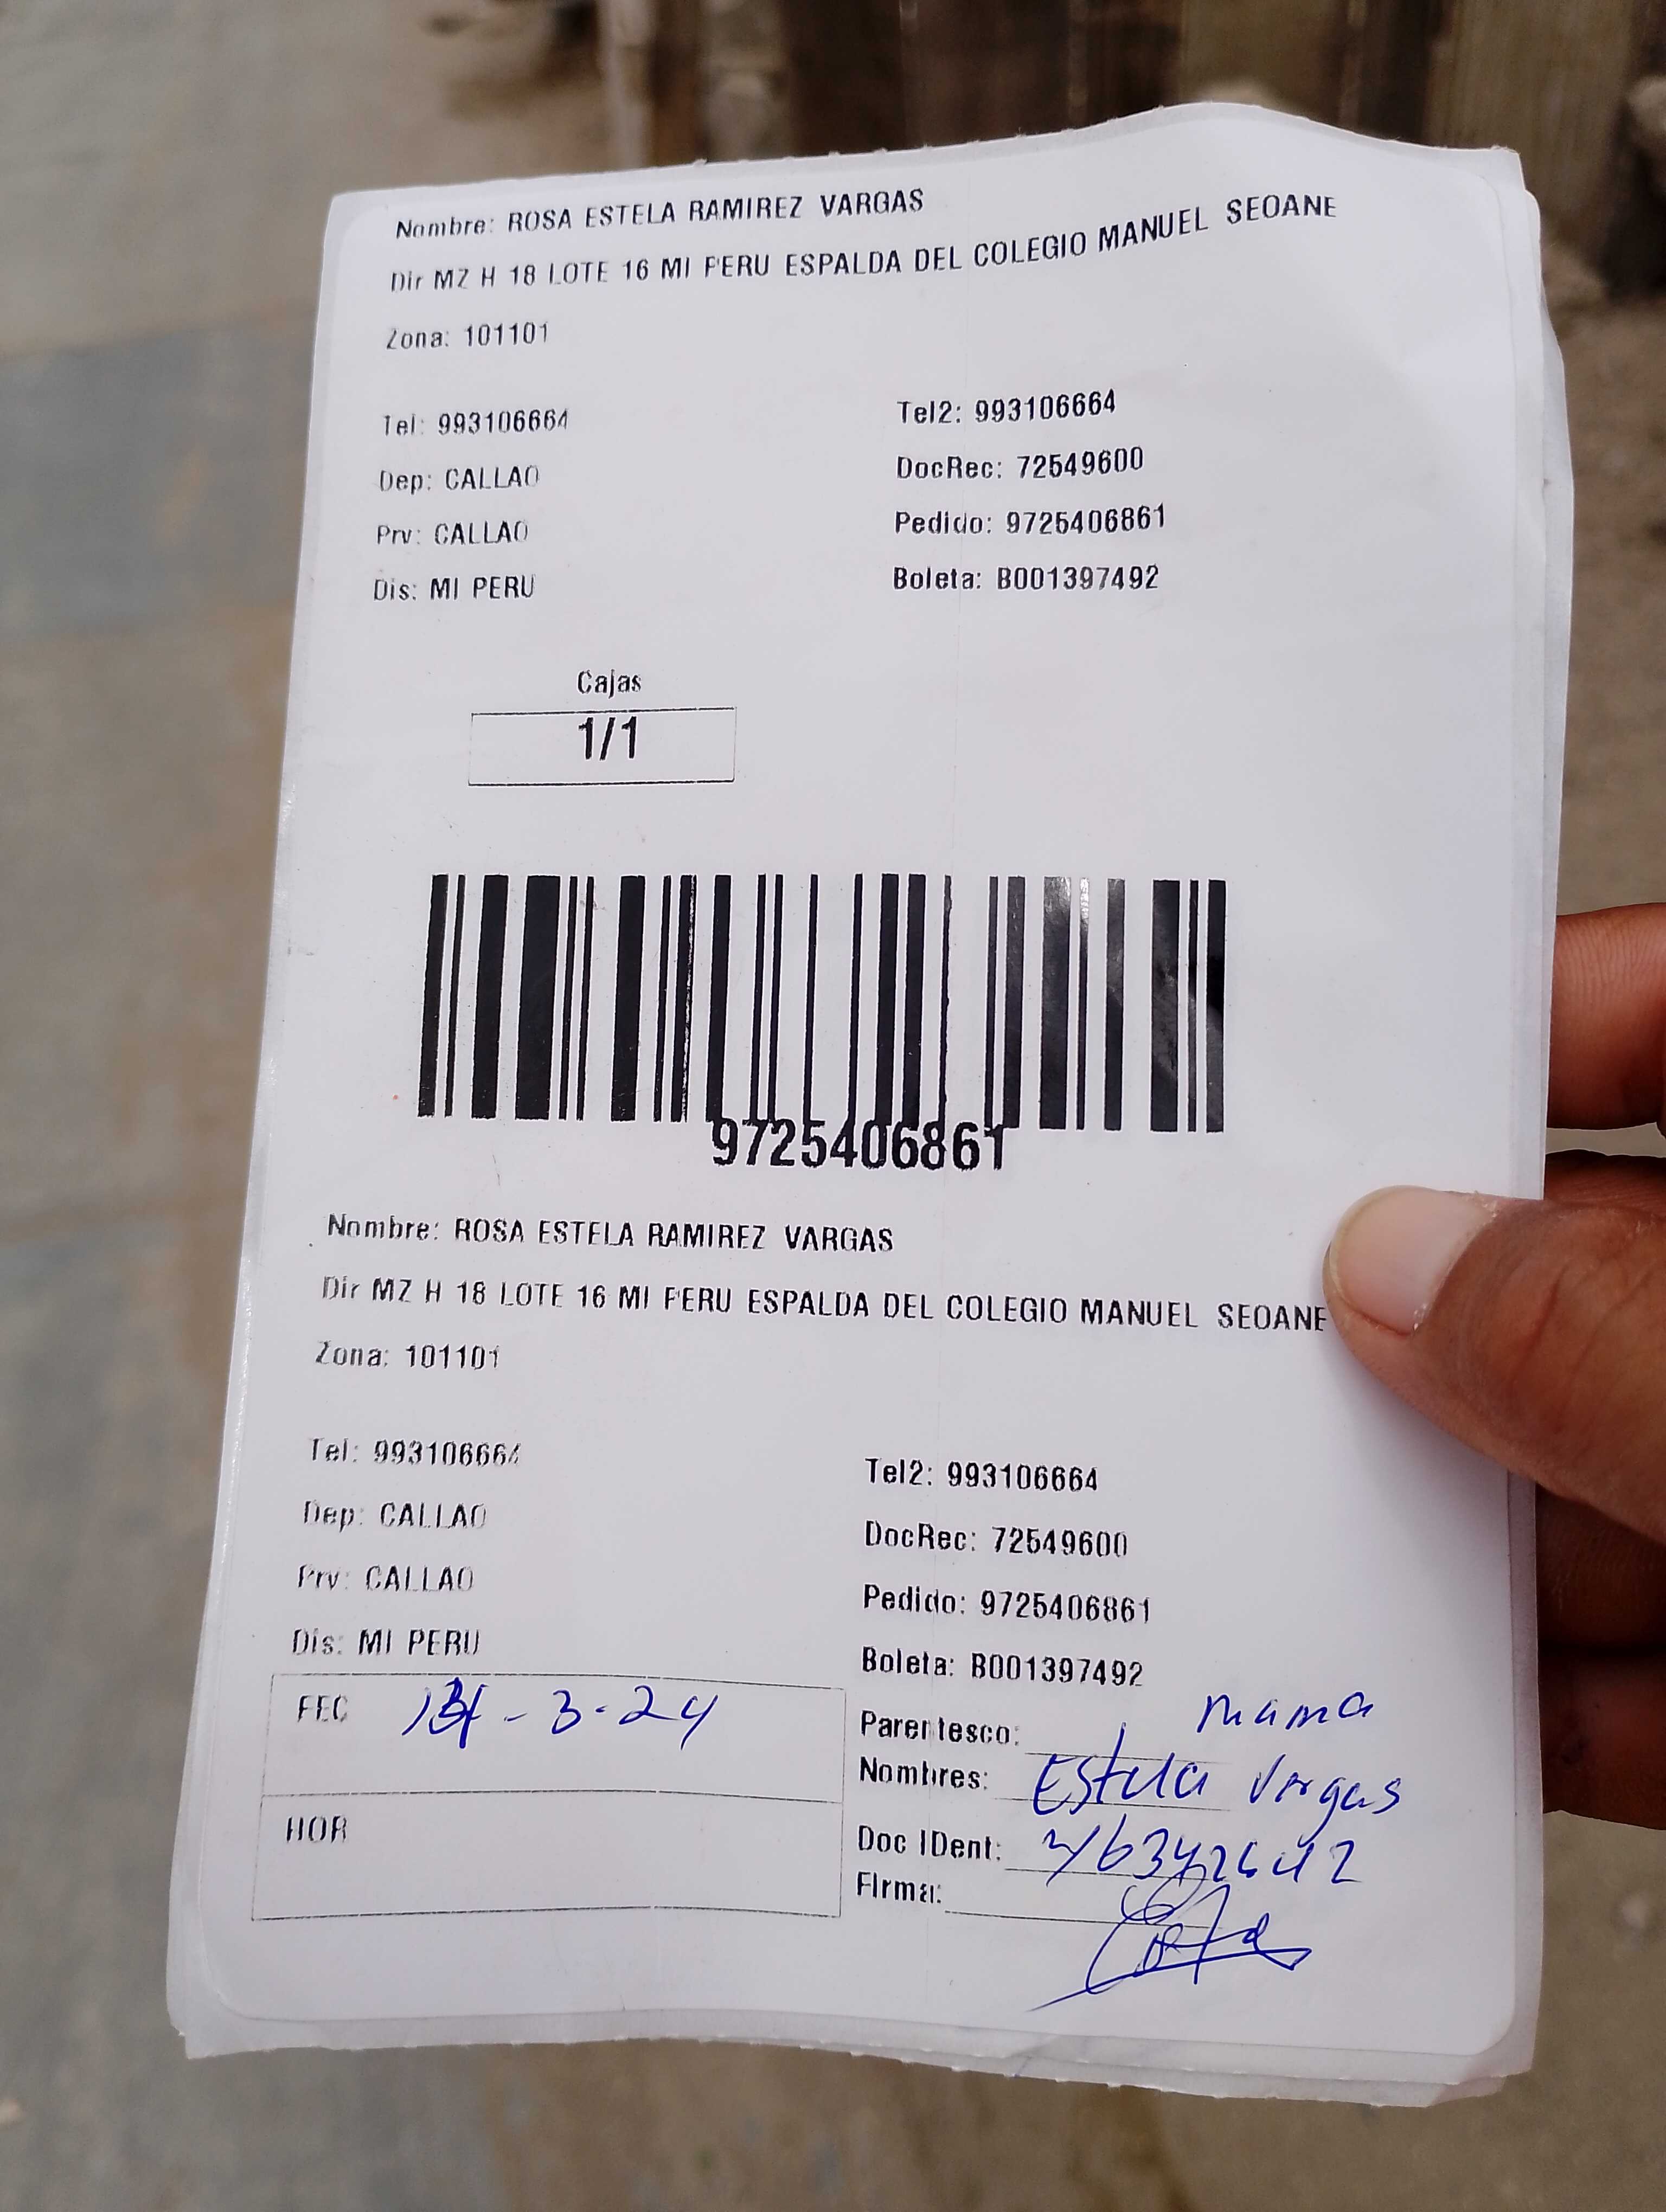 Nombre: ROSA ESTELA RAMIREZ VARGAS
Dir MZ H 18 LOTE 16 MI PERU ESPALDA DEL COLEGIO MANUEL SEOANE
Zona: 101101
Tel: 993106664 Tel2: 993106664
Dep: CALLAO DocRec: 72549600
Prv: CALLAO Pedido: 9725406861
Dis: MI PERU Boleta: B001397492
Cajas
1/1
9725406861
Nombre: ROSA ESTELA RAMIREZ VARGAS
Dir MZ H 18 LOTE 16 MI PERU ESPALDA DEL COLEGIO MANUEL SEOANE
Zona: 101101
Tel: 993106664 Tel2: 993106664
Dep: CALLAO DocRec: 72549600
Prv: CALLAO Pedido: 9725406861
Dis: MI PERU Boleta: B001397492
FEC - 3-24
Parentesco: mama
Nombres: Estela Vargas
HOR
Doc IDent:
Firma: